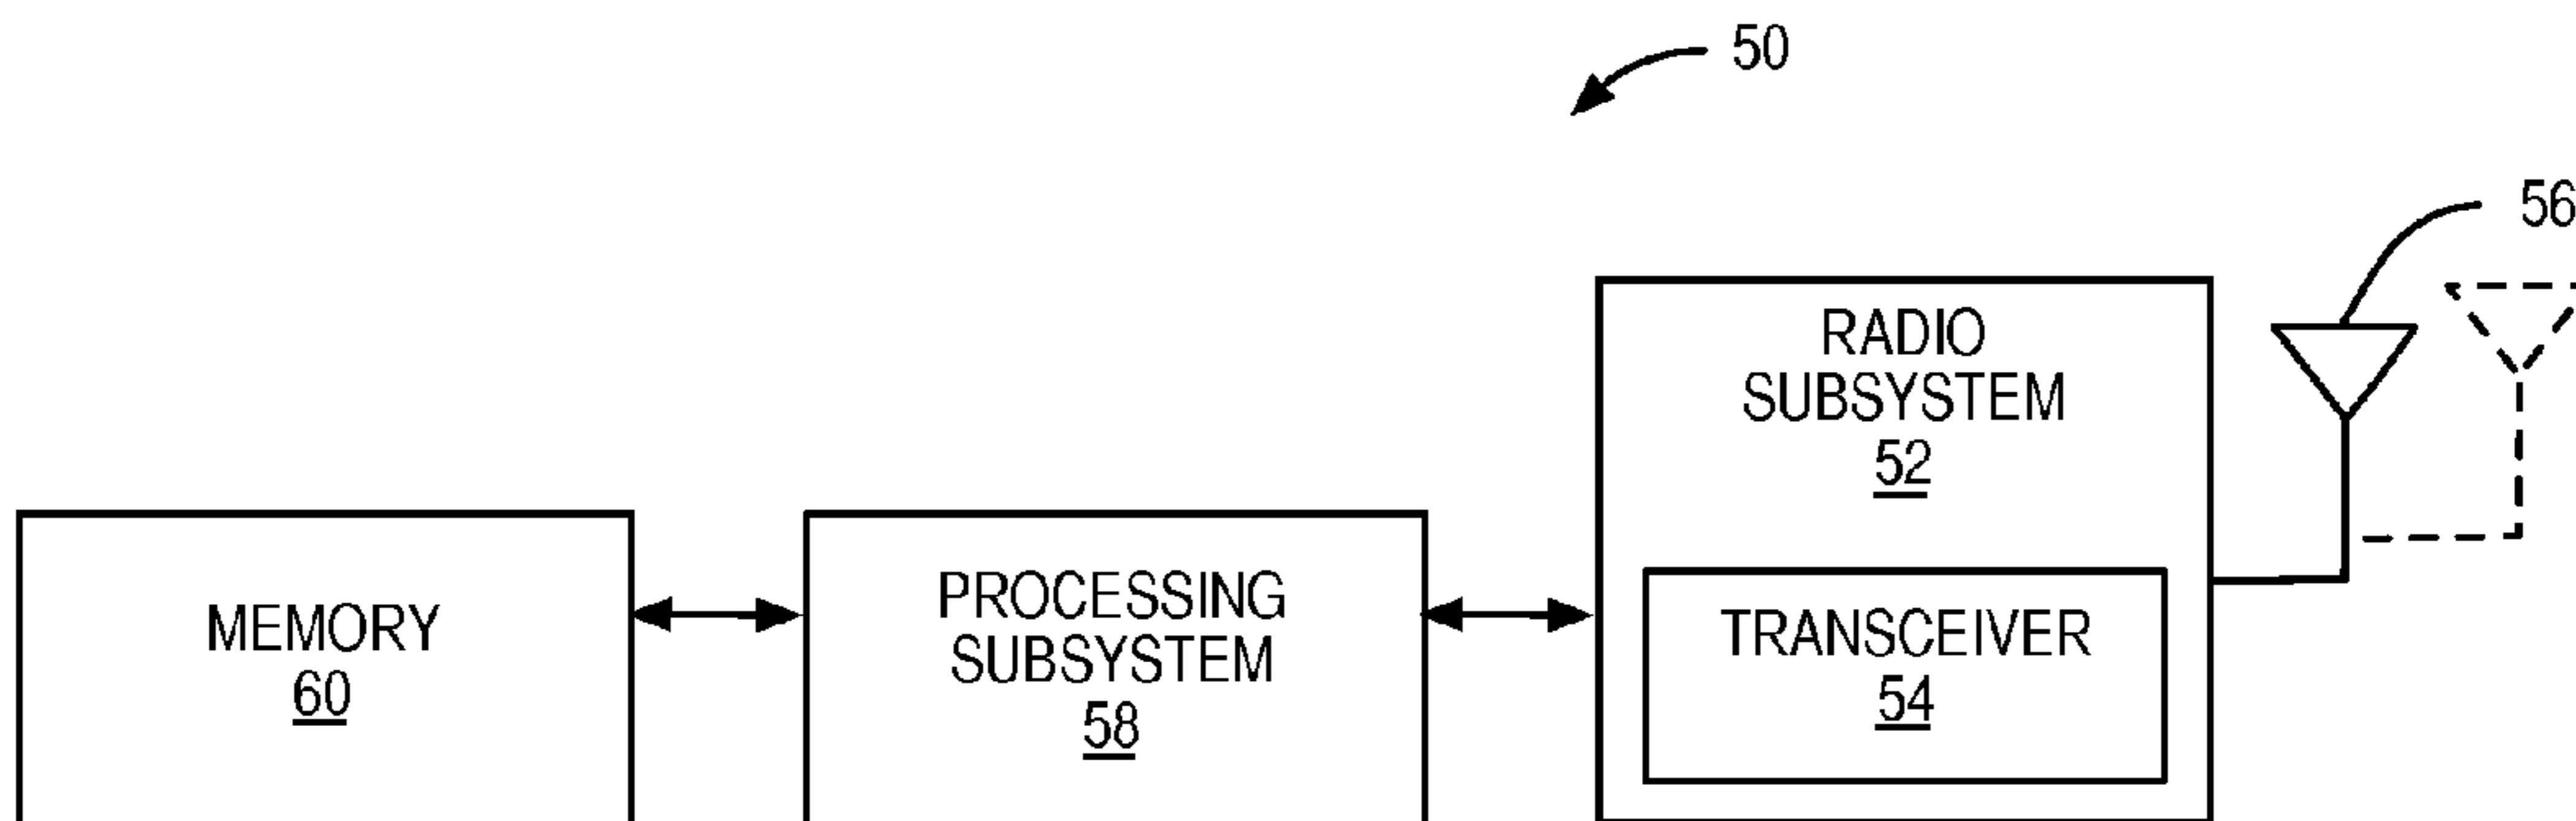 50
56
RADIO
SUBSYSTEM
52
MEMORY
60
PROCESSING
SUBSYSTEM
58
TRANSCEIVER
54